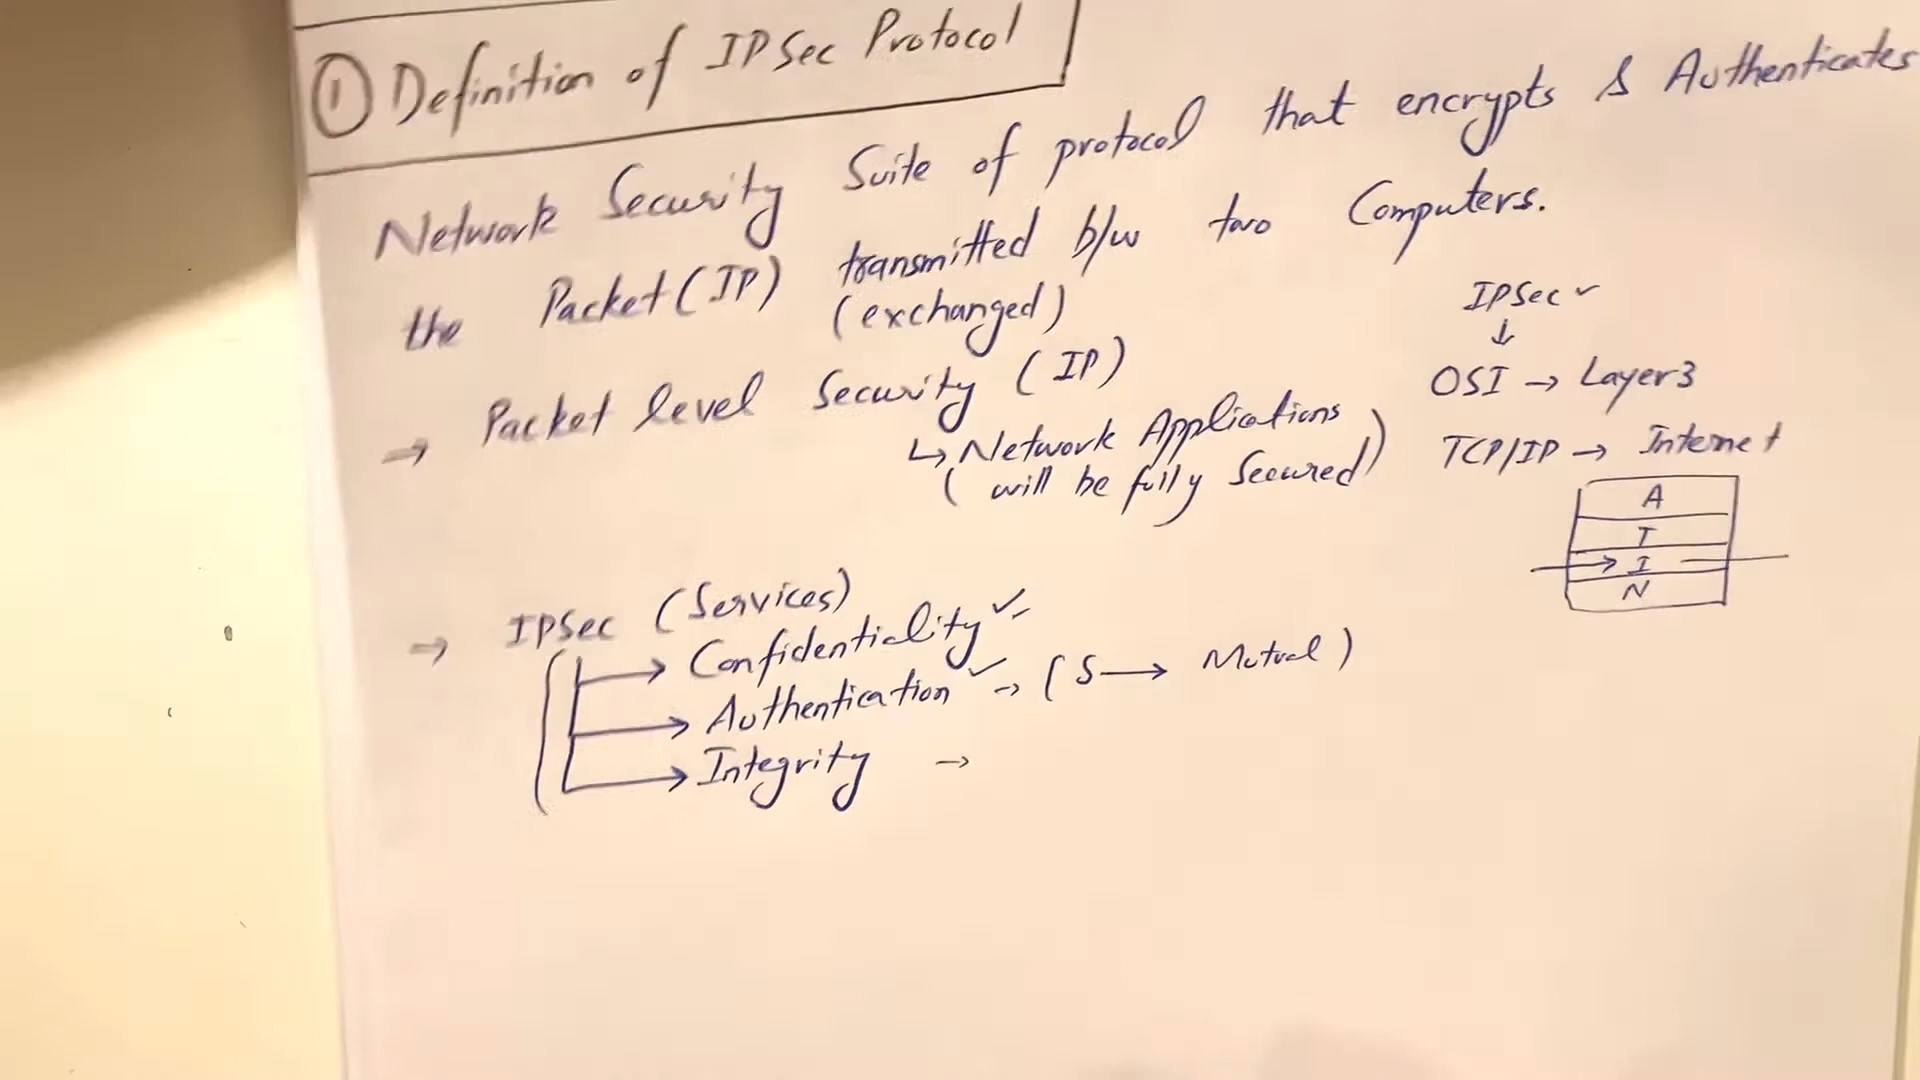 ① Definition of IPSec Protocol
Network Security Suite of protocol that encrypts & Authenticates
the Packet (IP) transmitted b/w two Computers.
(exchanged)
→ Packet level Security (IP)
↳ Network Applications
( will be fully Secured )
IPSec ✓
↓
OSI → Layer3
TCP/IP → Internet
A
T
→ I
N
→ IPSec (Services)
→ Confidentiality ✓
→ Authentication ✓ → (S → Mutual)
→ Integrity →